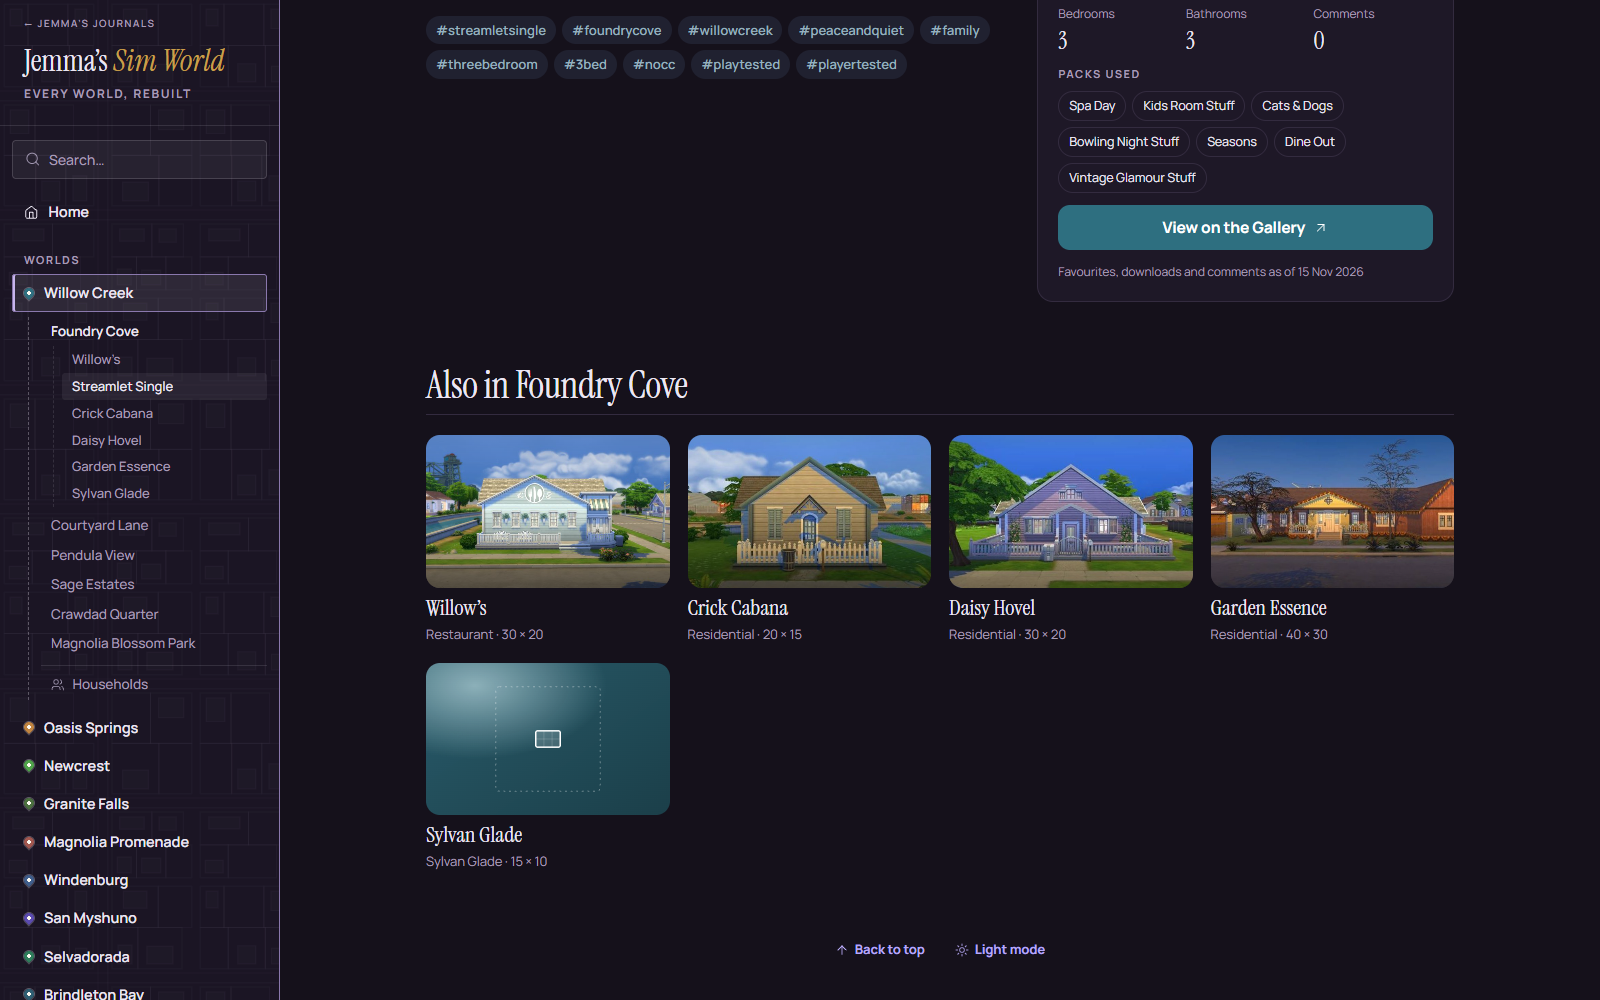 ← JEMMA'S JOURNALS
Jemma's Sim World
EVERY WORLD, REBUILT
Search...
Home
WORLDS
Willow Creek
Foundry Cove
Willow's
Streamlet Single
Crick Cabana
Daisy Hovel
Garden Essence
Sylvan Glade
Courtyard Lane
Pendula View
Sage Estates
Crawdad Quarter
Magnolia Blossom Park
Households
Oasis Springs
Newcrest
Granite Falls
Magnolia Promenade
Windenburg
San Myshuno
Selvadorada
Brindleton Bay
#streamletsingle #foundrycove #willowcreek #peaceandquiet #family
#threebedroom #3bed #nocc #playtested #playertested
Bedrooms Bathrooms Comments
3 3 0
PACKS USED
Spa Day Kids Room Stuff Cats & Dogs
Bowling Night Stuff Seasons Dine Out
Vintage Glamour Stuff
View on the Gallery ↗
Favourites, downloads and comments as of 15 Nov 2026
Also in Foundry Cove
Willow's
Restaurant · 30 × 20
Crick Cabana
Residential · 20 × 15
Daisy Hovel
Residential · 30 × 20
Garden Essence
Residential · 40 × 30
Sylvan Glade
Sylvan Glade · 15 × 10
↑ Back to top
Light mode